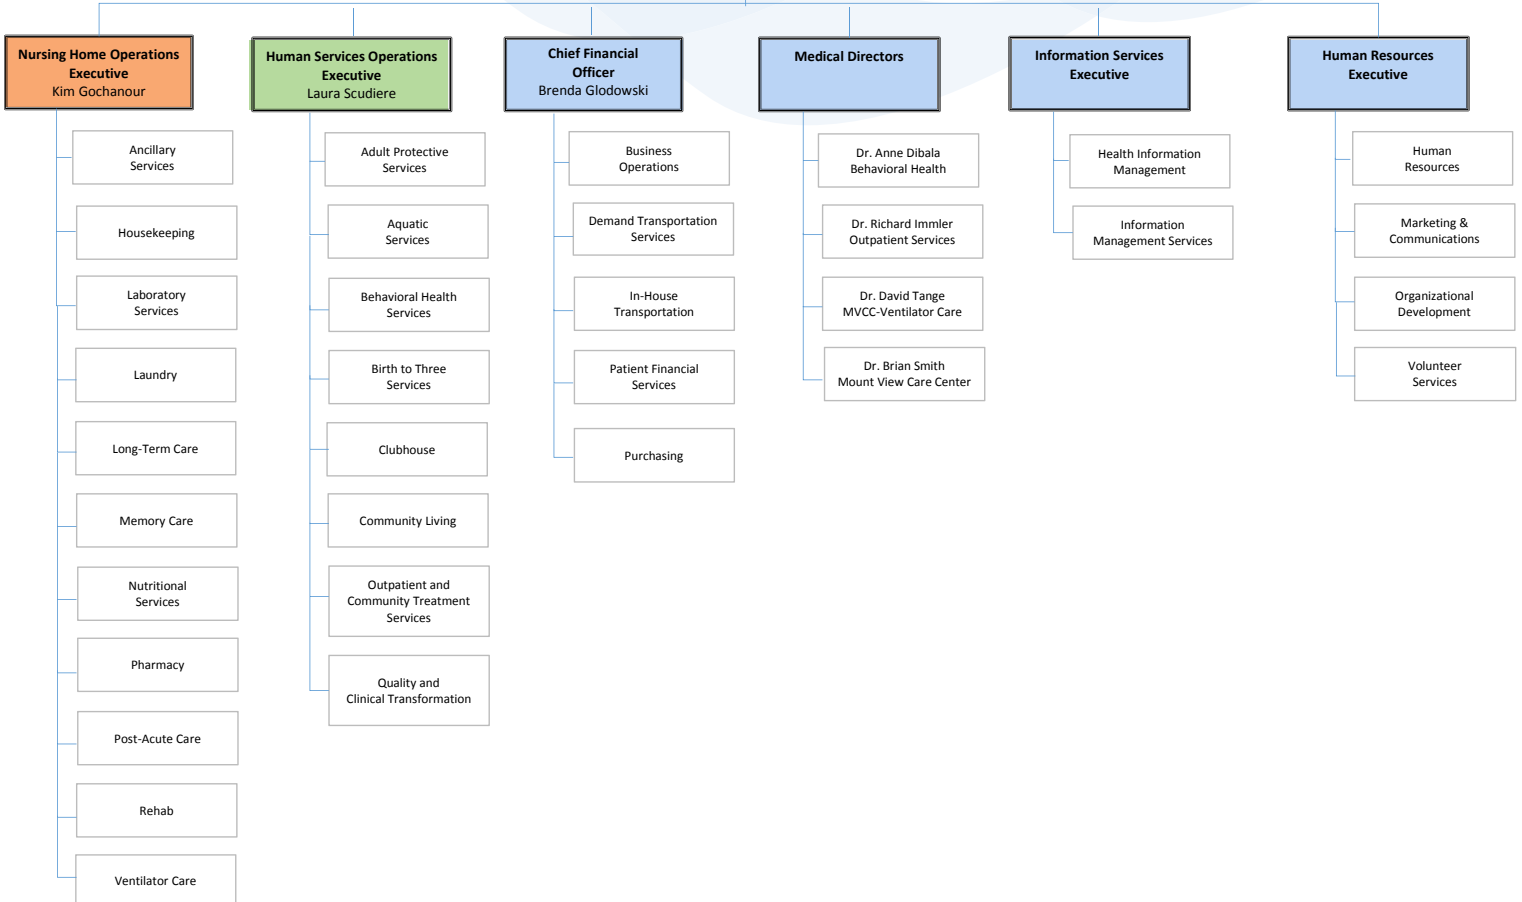 Nursing Home Operations
Executive
Kim Gochanour
Ancillary
Services
Housekeeping
Laboratory
Services
Laundry
Long-Term Care
Memory Care
Nutritional
Services
Pharmacy
Post-Acute Care
Rehab
Ventilator Care
Human Services Operations
Executive
Laura Scudiere
Adult Protective
Services
Aquatic
Services
Behavioral Health
Services
Birth to Three
Services
Clubhouse
Community Living
Outpatient and
Community Treatment
Services
Quality and
Clinical Transformation
Chief Financial
Officer
Brenda Glodowski
Business
Operations
Demand Transportation
Services
In-House
Transportation
Patient Financial
Services
Purchasing
Medical Directors
Dr. Anne Dibala
Behavioral Health
Dr. Richard Immler
Outpatient Services
Dr. David Tange
MVCC-Ventilator Care
Dr. Brian Smith
Mount View Care Center
Information Services
Executive
Health Information
Management
Information
Management Services
Human Resources
Executive
Human
Resources
Marketing &
Communications
Organizational
Development
Volunteer
Services